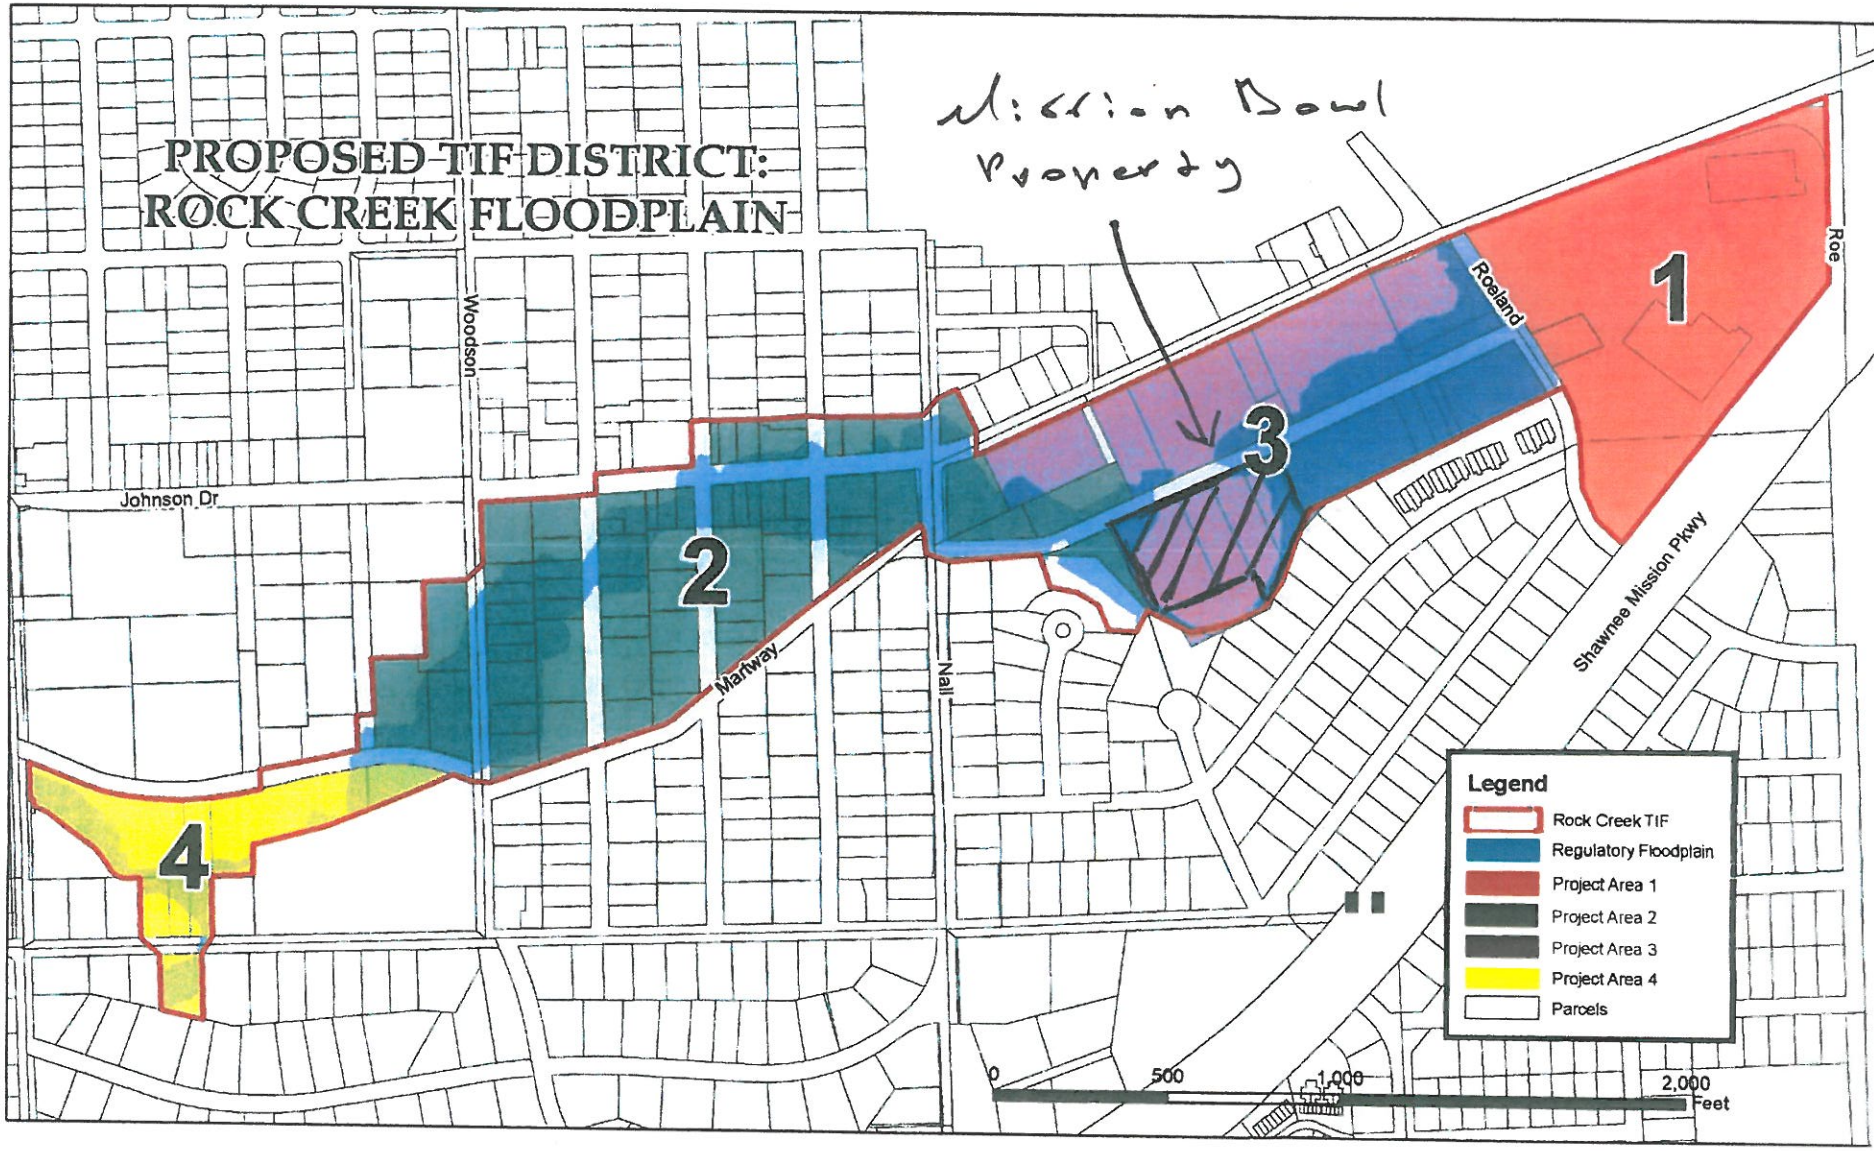 PROPOSED TIF DISTRICT:
ROCK CREEK FLOODPLAIN
Mission Bowl
Property
Roe
Roeland
1
Woodson
3
Johnson Dr
2
Martway
Nall
Shawnee Mission Pkwy
4
Legend
Rock Creek TIF
Regulatory Floodplain
Project Area 1
Project Area 2
Project Area 3
Project Area 4
Parcels
0 500 1,000 2,000
Feet